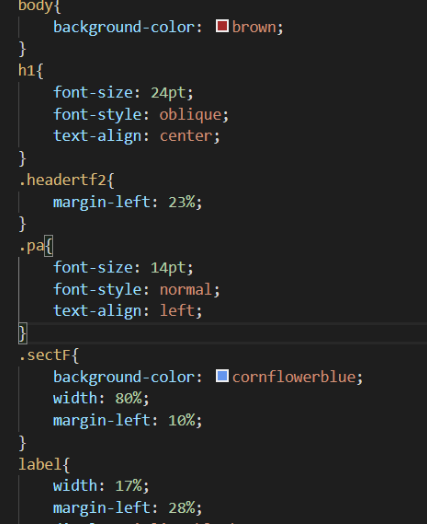 body{
    background-color: brown;
}
h1{
    font-size: 24pt;
    font-style: oblique;
    text-align: center;
}
.headertf2{
    margin-left: 23%;
}
.pa{
    font-size: 14pt;
    font-style: normal;
    text-align: left;
}
.sectF{
    background-color: cornflowerblue;
    width: 80%;
    margin-left: 10%;
}
label{
    width: 17%;
    margin-left: 28%;